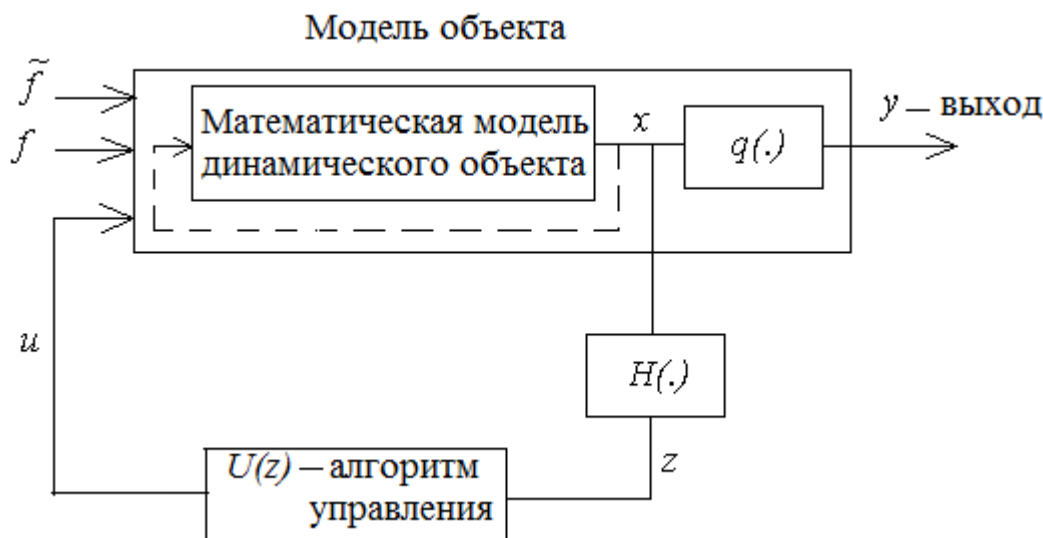 Модель объекта
f̃
f
Математическая модель
динамического объекта
x
q(.)
y – выход
u
H(.)
z
U(z) – алгоритм
управления